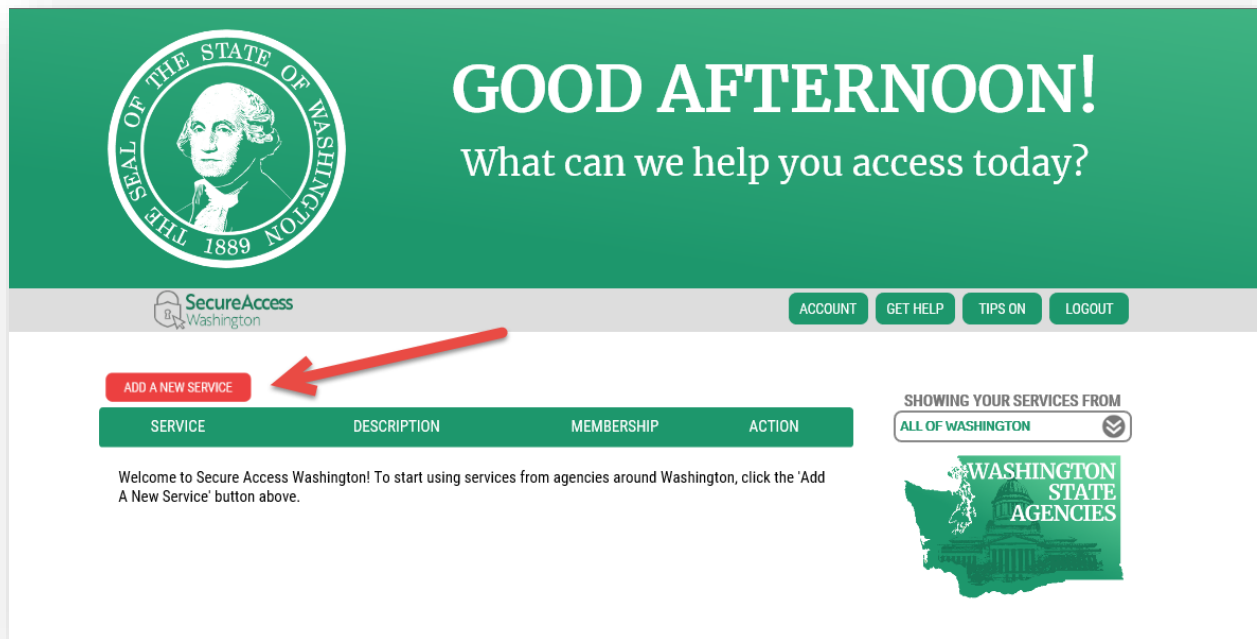 THE SEAL OF THE STATE OF WASHINGTON
1889
GOOD AFTERNOON!
What can we help you access today?
SecureAccess
Washington
ACCOUNT
GET HELP
TIPS ON
LOGOUT
ADD A NEW SERVICE
SHOWING YOUR SERVICES FROM
SERVICE DESCRIPTION MEMBERSHIP ACTION
ALL OF WASHINGTON
Welcome to Secure Access Washington! To start using services from agencies around Washington, click the 'Add
A New Service' button above.
WASHINGTON
STATE
AGENCIES